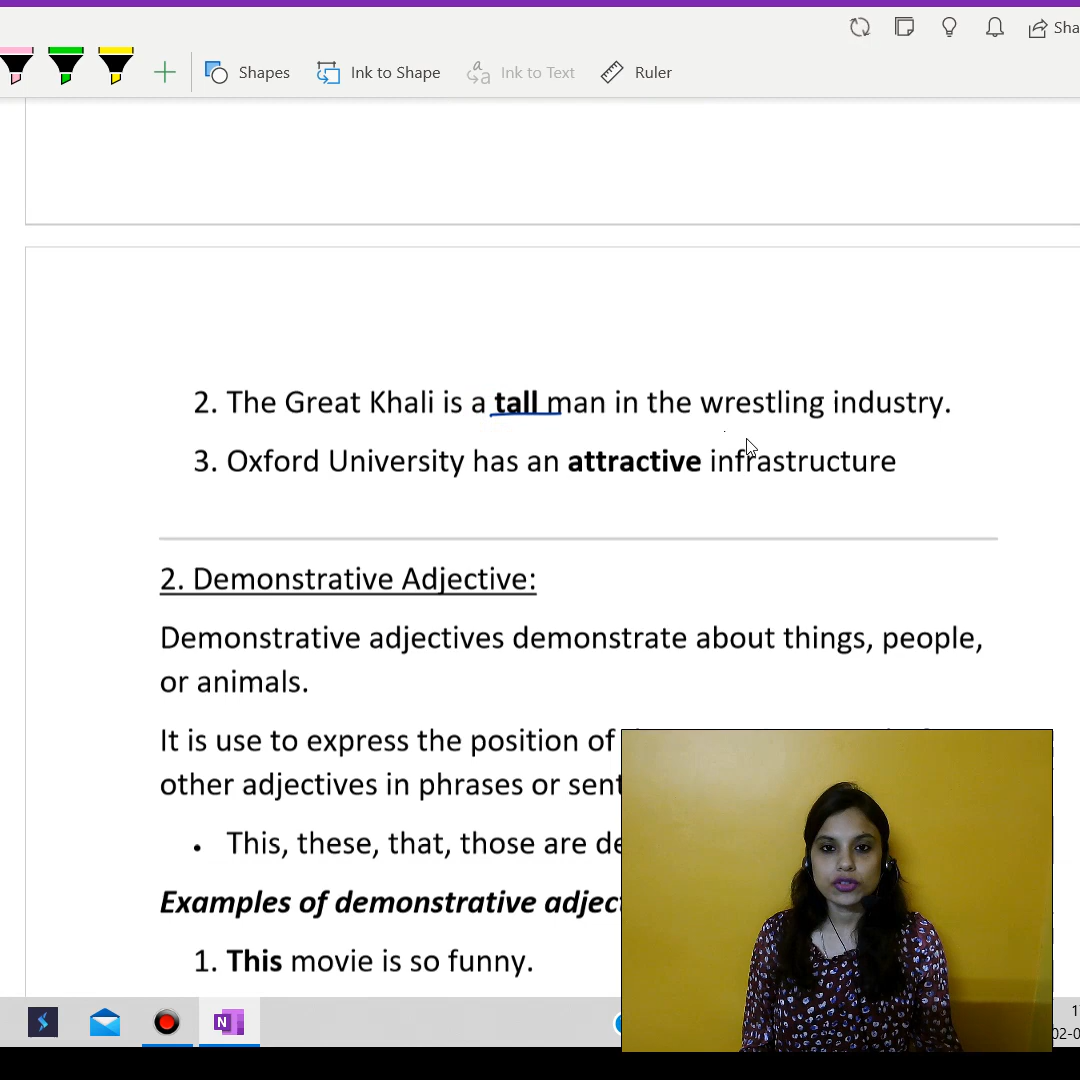 Sha
Shapes
Ink to Shape
Ink to Text
Ruler
2. The Great Khali is a tall man in the wrestling industry.
3. Oxford University has an attractive infrastructure
2. Demonstrative Adjective:
Demonstrative adjectives demonstrate about things, people,
or animals.
It is use to express the position of
other adjectives in phrases or sent
• This, these, that, those are de
Examples of demonstrative adject
1. This movie is so funny.
N
02-0